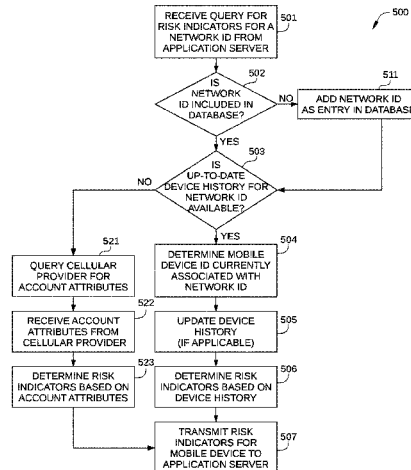 500
RECEIVE QUERY FOR
RISK INDICATORS FOR A
NETWORK ID FROM
APPLICATION SERVER
501
IS
NETWORK
ID INCLUDED IN
DATABASE?
502
NO
511
ADD NETWORK ID
AS ENTRY IN DATABASE
YES
IS
UP-TO-DATE
DEVICE HISTORY FOR
NETWORK ID
AVAILABLE?
503
NO
YES
521
QUERY CELLULAR
PROVIDER FOR
ACCOUNT ATTRIBUTES
DETERMINE MOBILE
DEVICE ID CURRENTLY
ASSOCIATED WITH
NETWORK ID
504
522
RECEIVE ACCOUNT
ATTRIBUTES FROM
CELLULAR PROVIDER
UPDATE DEVICE
HISTORY
(IF APPLICABLE)
505
523
DETERMINE RISK
INDICATORS BASED ON
ACCOUNT ATTRIBUTES
DETERMINE RISK
INDICATORS BASED ON
DEVICE HISTORY
506
TRANSMIT RISK
INDICATORS FOR
MOBILE DEVICE TO
APPLICATION SERVER
507